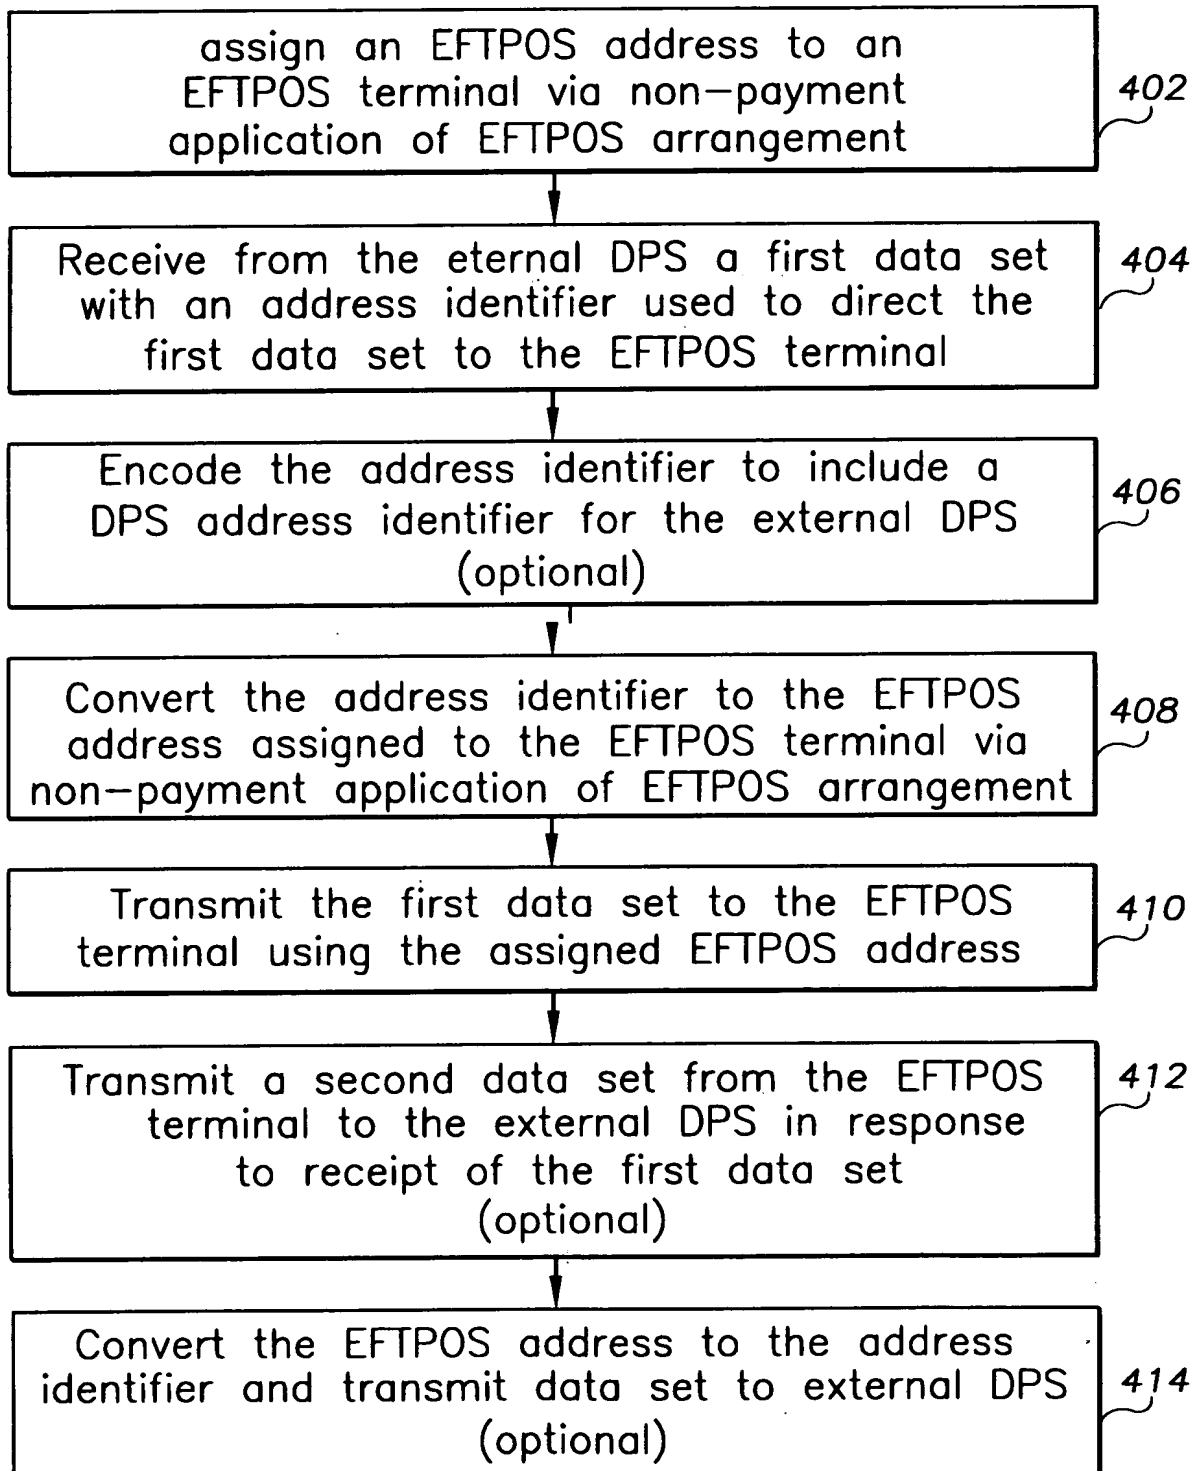 assign an EFTPOS address to an
EFTPOS terminal via non-payment
application of EFTPOS arrangement
402
Receive from the eternal DPS a first data set
with an address identifier used to direct the
first data set to the EFTPOS terminal
404
Encode the address identifier to include a
DPS address identifier for the external DPS
(optional)
406
Convert the address identifier to the EFTPOS
address assigned to the EFTPOS terminal via
non-payment application of EFTPOS arrangement
408
Transmit the first data set to the EFTPOS
terminal using the assigned EFTPOS address
410
Transmit a second data set from the EFTPOS
terminal to the external DPS in response
to receipt of the first data set
(optional)
412
Convert the EFTPOS address to the address
identifier and transmit data set to external DPS
(optional)
414